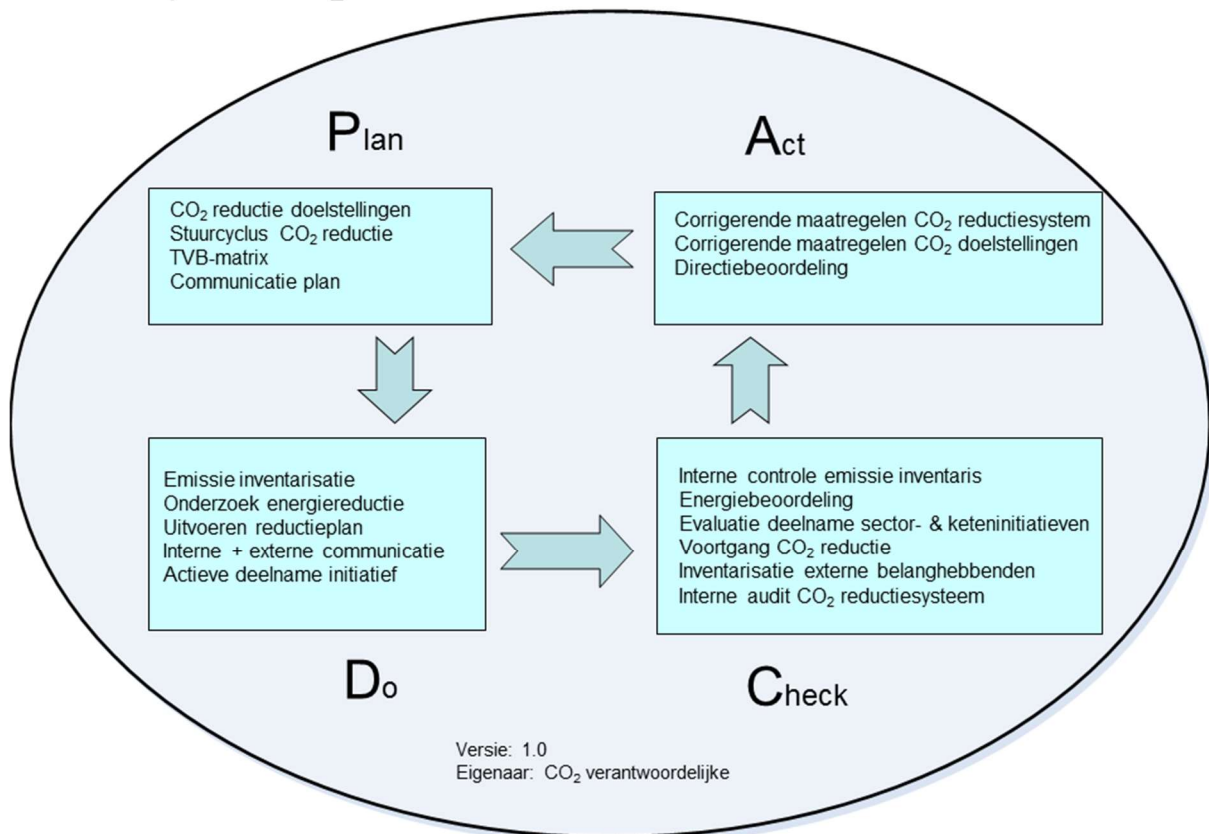 Plan
Act
CO₂ reductie doelstellingen
Stuurcyclus CO₂ reductie
TVB-matrix
Communicatie plan
Corrigerende maatregelen CO₂ reductiesystem
Corrigerende maatregelen CO₂ doelstellingen
Directiebeoordeling
Emissie inventarisatie
Onderzoek energiereductie
Uitvoeren reductieplan
Interne + externe communicatie
Actieve deelname initiatief
Interne controle emissie inventaris
Energiebeoordeling
Evaluatie deelname sector- & keteninitiatieven
Voortgang CO₂ reductie
Inventarisatie externe belanghebbenden
Interne audit CO₂ reductiesysteem
Do
Check
Versie: 1.0
Eigenaar: CO₂ verantwoordelijke